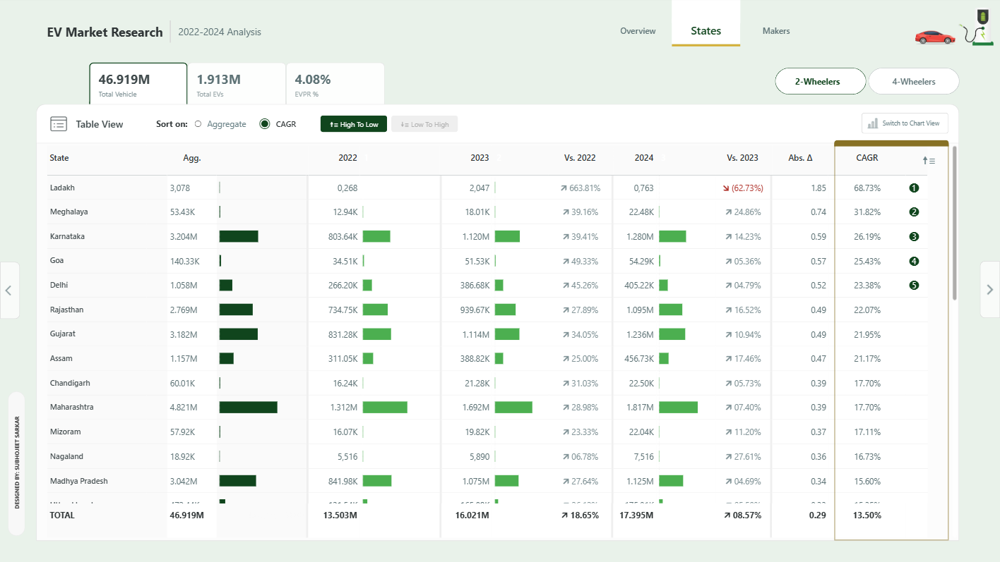 EV Market Research 2022-2024 Analysis Overview States Makers
46.919M 1.913M 4.08%
Total Vehicle Total EVs EVPR %
2-Wheelers 4-Wheelers
Table View Sort on: Aggregate CAGR High To Low Low To High Switch to Chart View
State Agg. 2022 2023 Vs. 2022 2024 Vs. 2023 Abs. Δ CAGR
Ladakh 3,078 0,268 2,047 663.81% 0,763 (62.73%) 1.85 68.73% 1
Meghalaya 53.43K 12.94K 18.01K 39.16% 22.48K 24.86% 0.74 31.82% 2
Karnataka 3.204M 803.64K 1.120M 39.41% 1.280M 14.23% 0.59 26.19% 3
Goa 140.33K 34.51K 51.53K 49.33% 54.29K 05.36% 0.57 25.43% 4
Delhi 1.058M 266.20K 386.68K 45.26% 405.22K 04.79% 0.52 23.38% 5
Rajasthan 2.769M 734.75K 939.67K 27.89% 1.095M 16.52% 0.49 22.07%
Gujarat 3.182M 831.28K 1.114M 34.05% 1.236M 10.94% 0.49 21.95%
Assam 1.157M 311.05K 388.82K 25.00% 456.73K 17.46% 0.47 21.17%
Chandigarh 60.01K 16.24K 21.28K 31.03% 22.50K 05.73% 0.39 17.70%
Maharashtra 4.821M 1.312M 1.692M 28.98% 1.817M 07.40% 0.39 17.70%
Mizoram 57.92K 16.07K 19.82K 23.33% 22.04K 11.20% 0.37 17.11%
Nagaland 18.92K 5,516 5,890 06.78% 7,516 27.61% 0.36 16.73%
Madhya Pradesh 3.042M 841.98K 1.075M 27.64% 1.125M 04.69% 0.34 15.60%
TOTAL 46.919M 13.503M 16.021M 18.65% 17.395M 08.57% 0.29 13.50%
DESIGNED BY: SUBHOJEET SARKAR